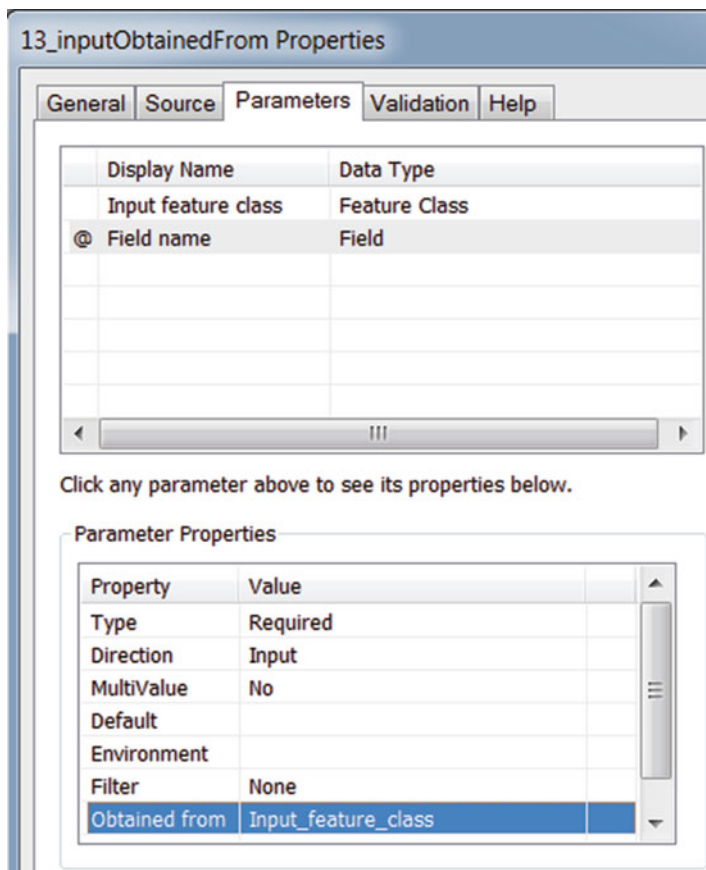 13_inputObtainedFrom Properties
General Source Parameters Validation Help
Display Name Data Type
Input feature class Feature Class
@ Field name Field
Click any parameter above to see its properties below.
Parameter Properties
Property Value
Type Required
Direction Input
MultiValue No
Default
Environment
Filter None
Obtained from Input_feature_class